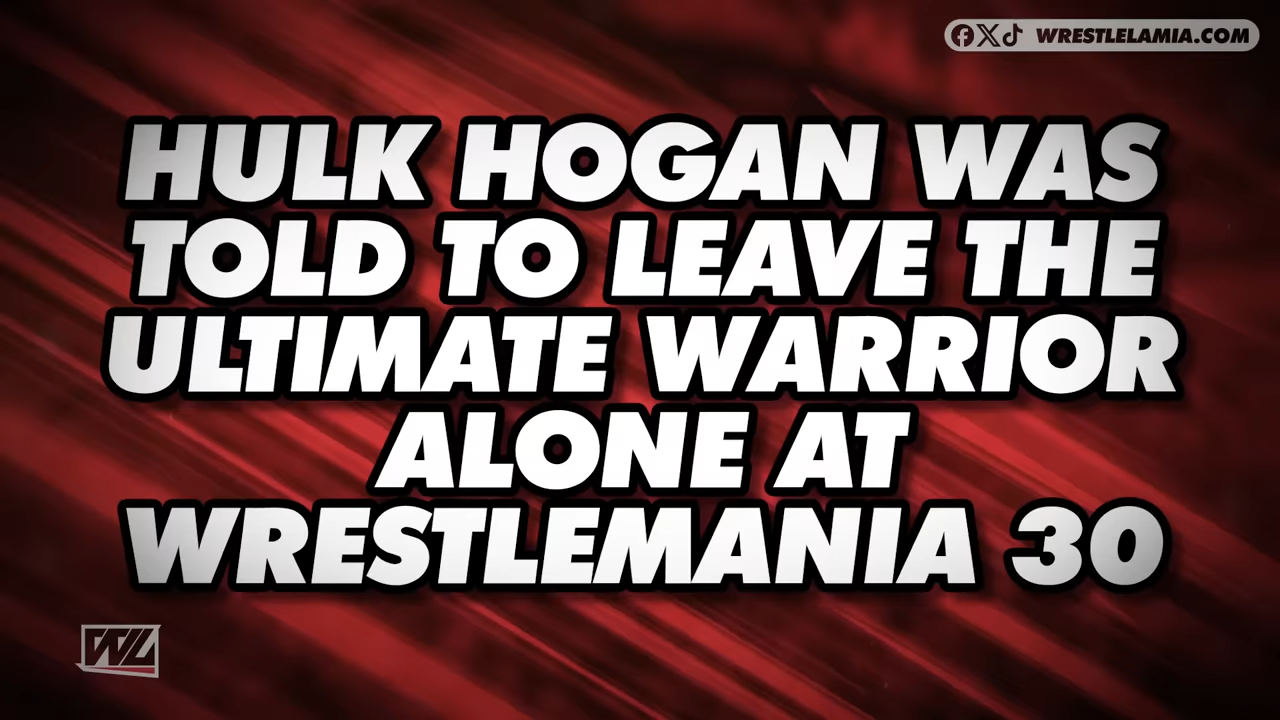 WRESTLELAMIA.COM
HULK HOGAN WAS
TOLD TO LEAVE THE
ULTIMATE WARRIOR
ALONE AT
WRESTLEMANIA 30
WL